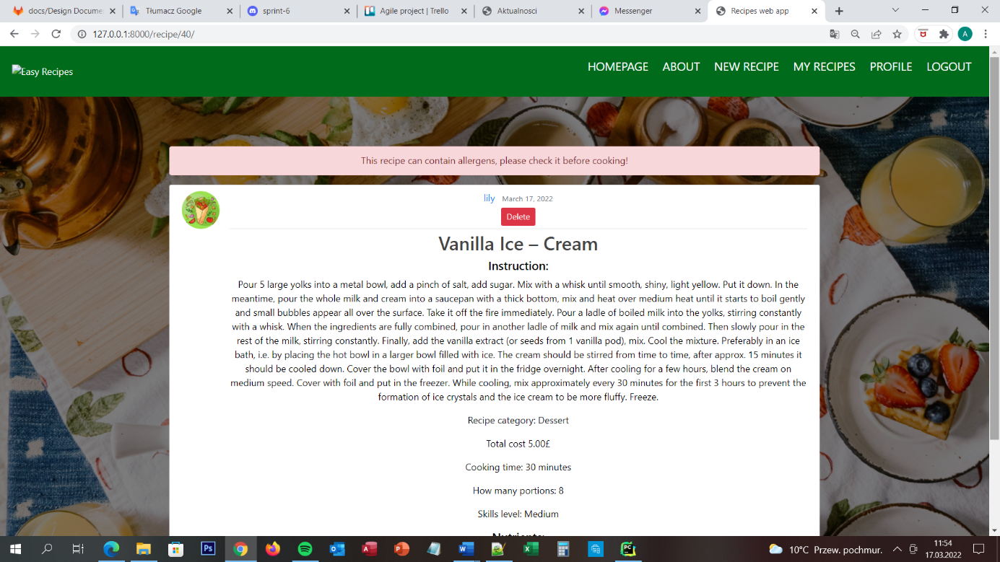 docs/Design Docume
Tłumacz Google
sprint-6
Agile project | Trello
Aktualnosci
Messenger
Recipes web app
127.0.0.1:8000/recipe/40/
A
Easy Recipes
HOMEPAGE ABOUT NEW RECIPE MY RECIPES PROFILE LOGOUT
This recipe can contain allergens, please check it before cooking!
lily March 17, 2022
Delete
Vanilla Ice – Cream
Instruction:
Pour 5 large yolks into a metal bowl, add a pinch of salt, add sugar. Mix with a whisk until smooth, shiny, light yellow. Put it down. In the
meantime, pour the whole milk and cream into a saucepan with a thick bottom, mix and heat over medium heat until it starts to boil gently
and small bubbles appear all over the surface. Take it off the fire immediately. Pour a ladle of boiled milk into the yolks, stirring constantly
with a whisk. When the ingredients are fully combined, pour in another ladle of milk and mix again until combined. Then slowly pour in the
rest of the milk, stirring constantly. Finally, add the vanilla extract (or seeds from 1 vanilla pod), mix. Cool the mixture. Preferably in an ice
bath, i.e. by placing the hot bowl in a larger bowl filled with ice. The cream should be stirred from time to time, after approx. 15 minutes it
should be cooled down. Cover the bowl with foil and put it in the fridge overnight. After cooling for a few hours, blend the cream on
medium speed. Cover with foil and put in the freezer. While cooling, mix approximately every 30 minutes for the first 3 hours to prevent the
formation of ice crystals and the ice cream to be more fluffy. Freeze.
Recipe category: Dessert
Total cost 5.00£
Cooking time: 30 minutes
How many portions: 8
Skills level: Medium
Nutrients:
Ps
PC
10°C Przew. pochmur.
11:54
17.03.2022